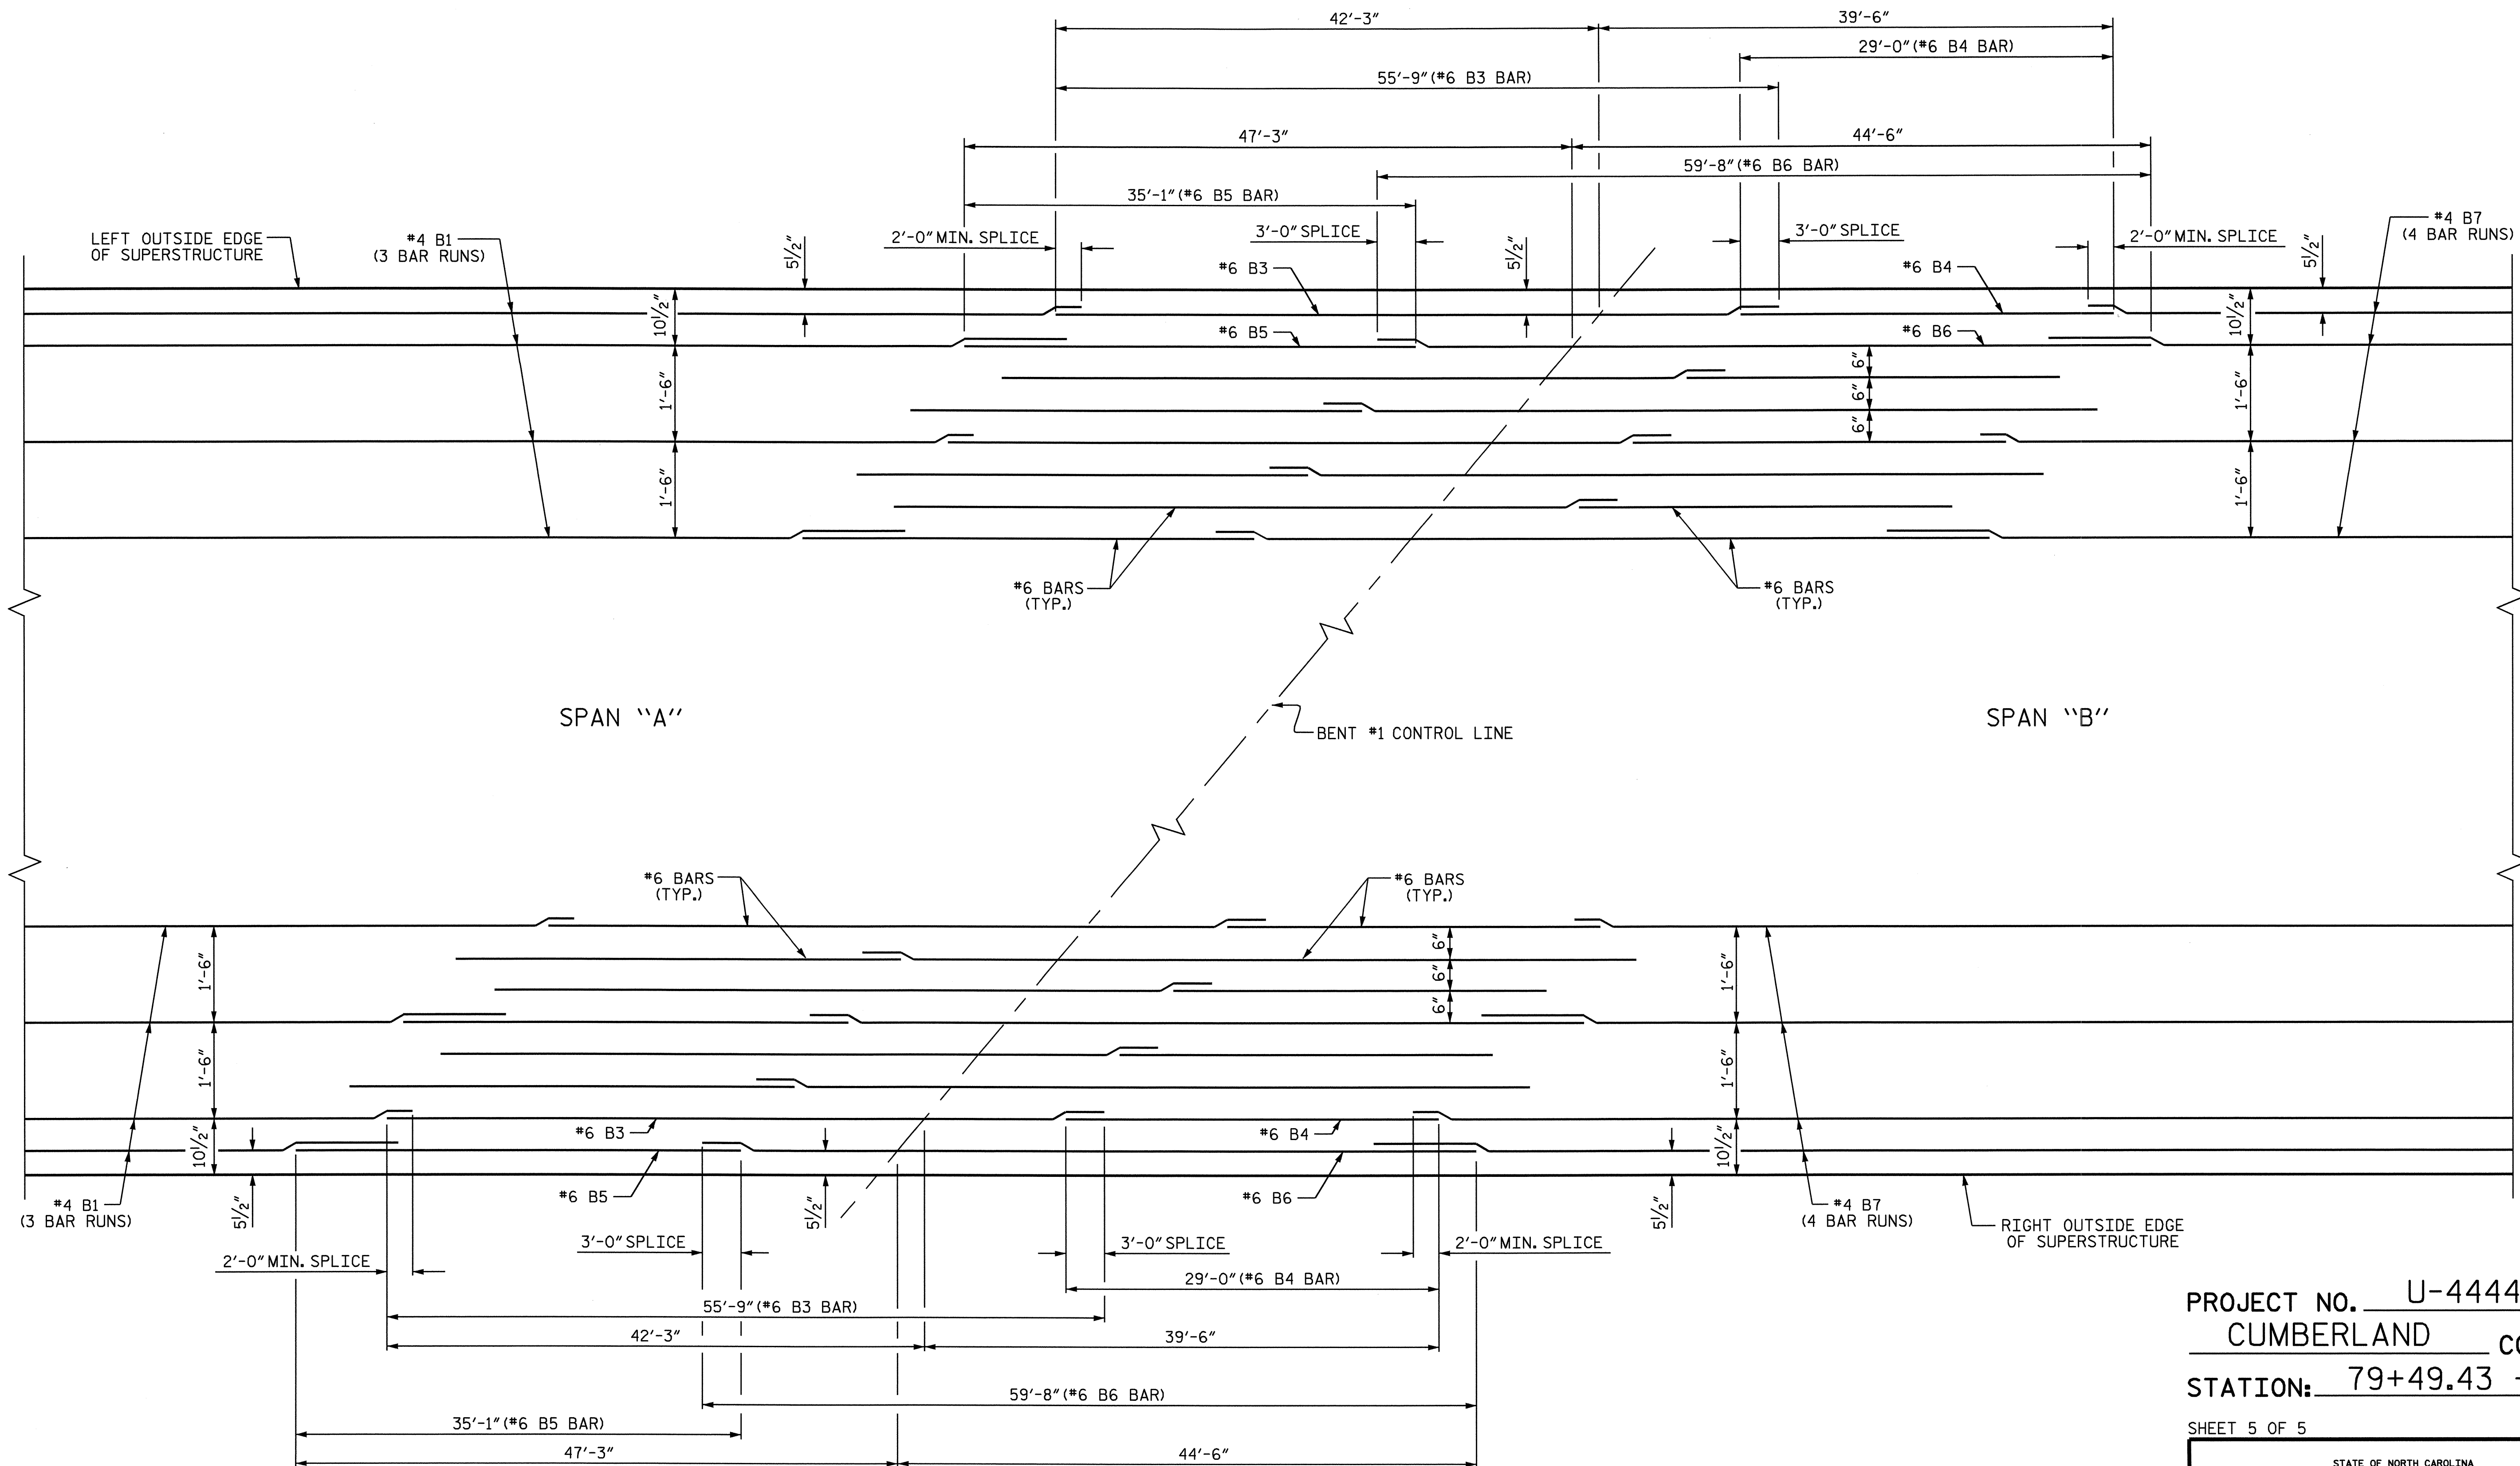 42'-3"
39'-6"
29'-0" (#6 B4 BAR)
55'-9" (#6 B3 BAR)
47'-3"
44'-6"
59'-8" (#6 B6 BAR)
35'-1" (#6 B5 BAR)
LEFT OUTSIDE EDGE
OF SUPERSTRUCTURE
#4 B1
(3 BAR RUNS)
5½"
2'-0" MIN. SPLICE
3'-0" SPLICE
5½"
3'-0" SPLICE
2'-0" MIN. SPLICE
5½"
#4 B7
(4 BAR RUNS)
#6 B3
#6 B4
10½"
10½"
#6 B5
#6 B6
1'-6"
6"
6"
6"
1'-6"
1'-6"
1'-6"
#6 BARS
(TYP.)
#6 BARS
(TYP.)
SPAN "A"
SPAN "B"
BENT #1 CONTROL LINE
#6 BARS
(TYP.)
#6 BARS
(TYP.)
1'-6"
6"
6"
6"
1'-6"
1'-6"
1'-6"
#6 B3
#6 B4
10½"
10½"
#6 B5
#6 B6
#4 B1
(3 BAR RUNS)
5½"
5½"
5½"
#4 B7
(4 BAR RUNS)
RIGHT OUTSIDE EDGE
OF SUPERSTRUCTURE
2'-0" MIN. SPLICE
3'-0" SPLICE
3'-0" SPLICE
2'-0" MIN. SPLICE
29'-0" (#6 B4 BAR)
55'-9" (#6 B3 BAR)
42'-3"
39'-6"
59'-8" (#6 B6 BAR)
35'-1" (#6 B5 BAR)
47'-3"
44'-6"
PROJECT NO. U-4444
CUMBERLAND CO
STATION: 79+49.43 -
SHEET 5 OF 5
STATE OF NORTH CAROLINA